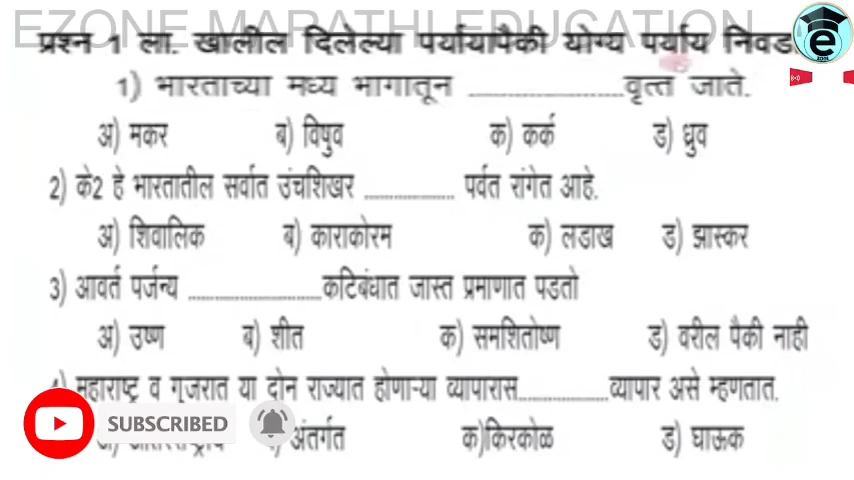 EZONE MARATHI EDUCATION
प्रश्न 1 ला. खालील दिलेल्या पर्यायापैकी योग्य पर्याय निवड
1) भारताच्या मध्य भागातून ........................ वृत्त जाते.
अ) मकर ब) विषुव क) कर्क ड) ध्रुव
2) के2 हे भारतातील सर्वात उंचशिखर ................ पर्वत रांगेत आहे.
अ) शिवालिक ब) काराकोरम क) लडाख ड) झास्कर
3) आवर्त पर्जन्य ........................ कटिबंधात जास्त प्रमाणात पडतो
अ) उष्ण ब) शीत क) समशितोष्ण ड) वरील पैकी नाही
4) महाराष्ट्र व गुजरात या दोन राज्यात होणाऱ्या व्यापारास................ व्यापार असे म्हणतात.
अंतर्गत क)किरकोळ ड) घाऊक
SUBSCRIBED
e
EZONE